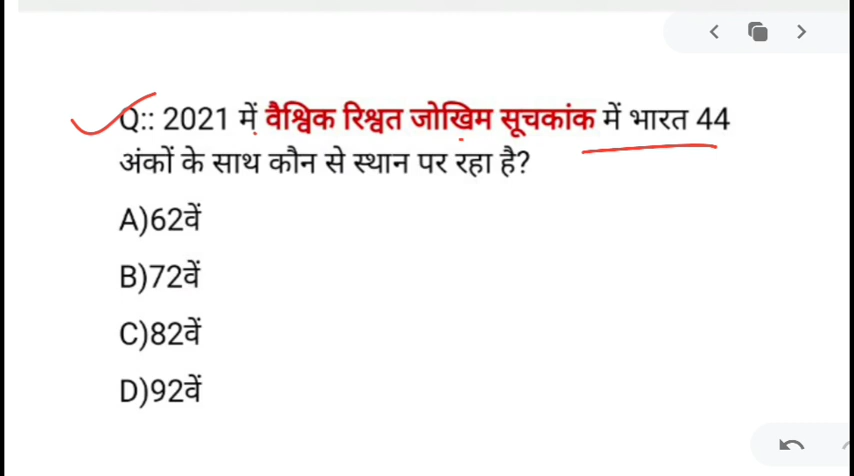 Q:: 2021 में वैश्विक रिश्वत जोखिम सूचकांक में भारत 44
अंकों के साथ कौन से स्थान पर रहा है?
A)62वें
B)72वें
C)82वें
D)92वें